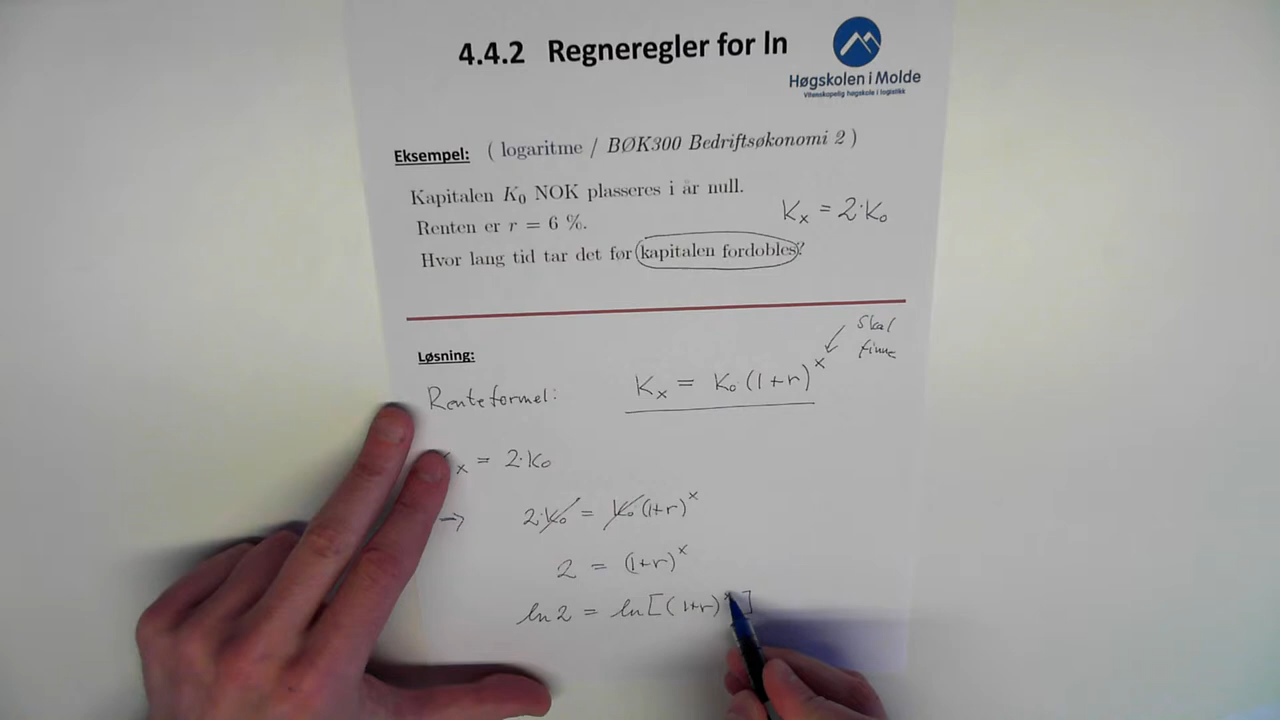 4.4.2 Regneregler for ln
Høgskolen i Molde
Vitenskapelig høgskole i logistikk
Eksempel: ( logaritme / BØK300 Bedriftsøkonomi 2 )
Kapitalen K₀ NOK plasseres i år null.
Renten er r = 6 %.
Kₓ = 2·K₀
Hvor lang tid tar det før kapitalen fordobles?
Løsning:
skal
finne
Renteformel: Kₓ = K₀·(1+r)ˣ
ₓ = 2·K₀
→ 2·K₀ = K₀(1+r)ˣ
2 = (1+r)ˣ
ln2 = ln[(1+r)ˣ]